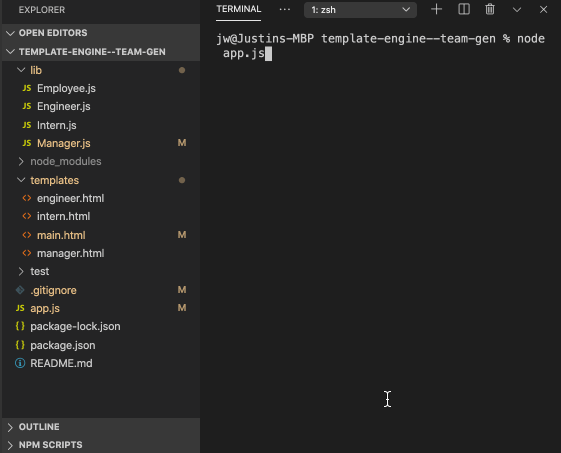 EXPLORER
OPEN EDITORS
TEMPLATE-ENGINE--TEAM-GEN
lib
JS Employee.js
JS Engineer.js
JS Intern.js
JS Manager.js M
node_modules
templates
<> engineer.html
<> intern.html
<> main.html M
<> manager.html
test
.gitignore M
JS app.js M
{} package-lock.json
{} package.json
README.md
OUTLINE
NPM SCRIPTS
TERMINAL ··· 1: zsh
jw@Justins-MBP template-engine--team-gen % node
app.js